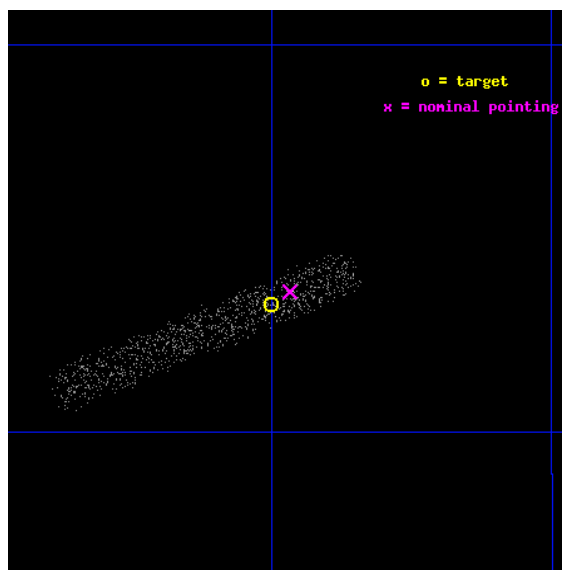 o = target
x = nominal pointing